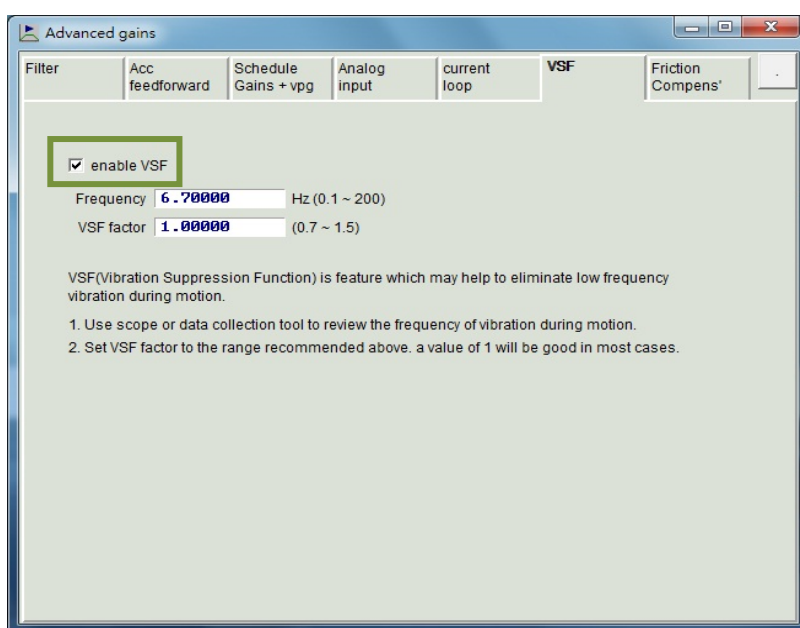 Advanced gains
Filter
Acc
feedforward
Schedule
Gains + vpg
Analog
input
current
loop
VSF
Friction
Compens'
.
enable VSF
Frequency 6.70000 Hz (0.1 ~ 200)
VSF factor 1.00000 (0.7 ~ 1.5)
VSF(Vibration Suppression Function) is feature which may help to eliminate low frequency
vibration during motion.
1. Use scope or data collection tool to review the frequency of vibration during motion.
2. Set VSF factor to the range recommended above. a value of 1 will be good in most cases.